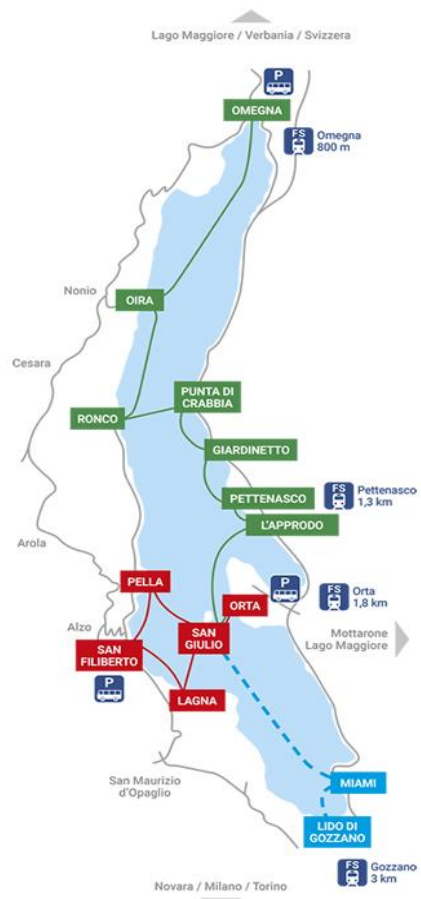 Lago Maggiore / Verbania / Svizzera
P
OMEGNA
FS
Omegna
800 m
Nonio
OIRA
Cesara
PUNTA DI
CRABBIA
RONCO
GIARDINETTO
FS
Pettenasco
1,3 km
PETTENASCO
L'APPRODO
Arola
PELLA
P
FS
Orta
1,8 km
ORTA
Alzo
SAN
GIULIO
Mottarone
Lago Maggiore
SAN
FILIBERTO
P
LAGNA
San Maurizio
d'Opaglio
MIAMI
LIDO DI
GOZZANO
FS
Gozzano
3 km
Novara / Milano / Torino